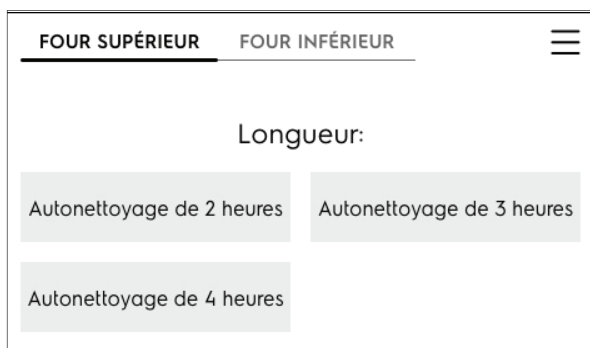 FOUR SUPÉRIEUR FOUR INFÉRIEUR
Longueur:
Autonettoyage de 2 heures Autonettoyage de 3 heures
Autonettoyage de 4 heures